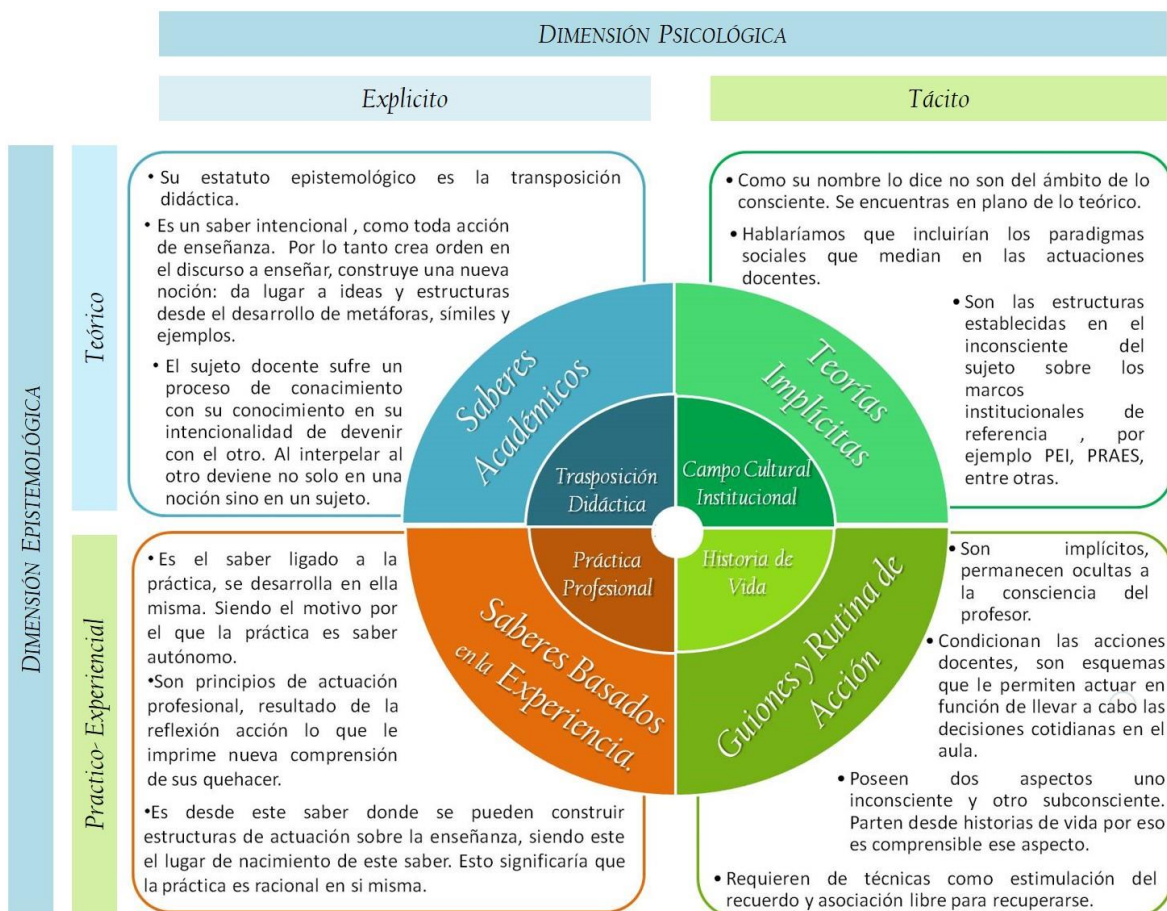 DIMENSIÓN PSICOLÓGICA
Explicito
Tácito
DIMENSIÓN EPISTEMOLÓGICA
Teórico
• Su estatuto epistemológico es la transposición
didáctica.
• Es un saber intencional , como toda acción
de enseñanza. Por lo tanto crea orden en
el discurso a enseñar, construye una nueva
noción: da lugar a ideas y estructuras
desde el desarrollo de metáforas, símiles y
ejemplos.
• El sujeto docente sufre un
proceso de conacimiento
con su conocimiento en su
intencionalidad de devenir
con el otro. Al interpelar al
otro deviene no solo en una
noción sino en un sujeto.
• Como su nombre lo dice no son del ámbito de lo
consciente. Se encuentras en plano de lo teórico.
• Hablaríamos que incluirían los paradigmas
sociales que median en las actuaciones
docentes.
• Son las estructuras
establecidas en el
inconsciente del
sujeto sobre los
marcos
institucionales de
referencia , por
ejemplo PEI, PRAES,
entre otras.
Saberes
Académicos
Teorías
Implícitas
Trasposición
Didáctica
Campo Cultural
Institucional
Práctica
Profesional
Historia de
Vida
Saberes Basados
en la Experiencia.
Guiones y Rutina de
Acción
Practico- Experiencial
• Es el saber ligado a la
práctica, se desarrolla en ella
misma. Siendo el motivo por
el que la práctica es saber
autónomo.
•Son principios de actuación
profesional, resultado de la
reflexión acción lo que le
imprime nueva comprensión
de sus quehacer.
•Es desde este saber donde se pueden construir
estructuras de actuación sobre la enseñanza, siendo este
el lugar de nacimiento de este saber. Esto significaría que
la práctica es racional en si misma.
• Son implícitos,
permanecen ocultas a
la consciencia del
profesor.
• Condicionan las acciones
docentes, son esquemas
que le permiten actuar en
función de llevar a cabo las
decisiones cotidianas en el
aula.
• Poseen dos aspectos uno
inconsciente y otro subconsciente.
Parten desde historias de vida por eso
es comprensible ese aspecto.
• Requieren de técnicas como estimulación del
recuerdo y asociación libre para recuperarse.